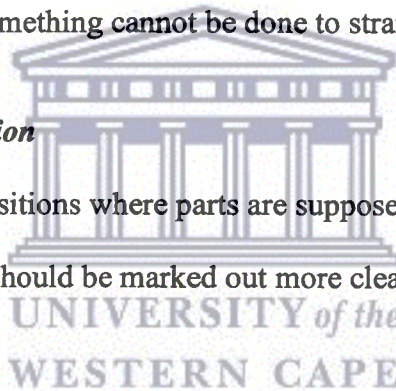 mething cannot be done to stra
ion
sitions where parts are suppose
hould be marked out more clea
UNIVERSITY of the
WESTERN CAPE